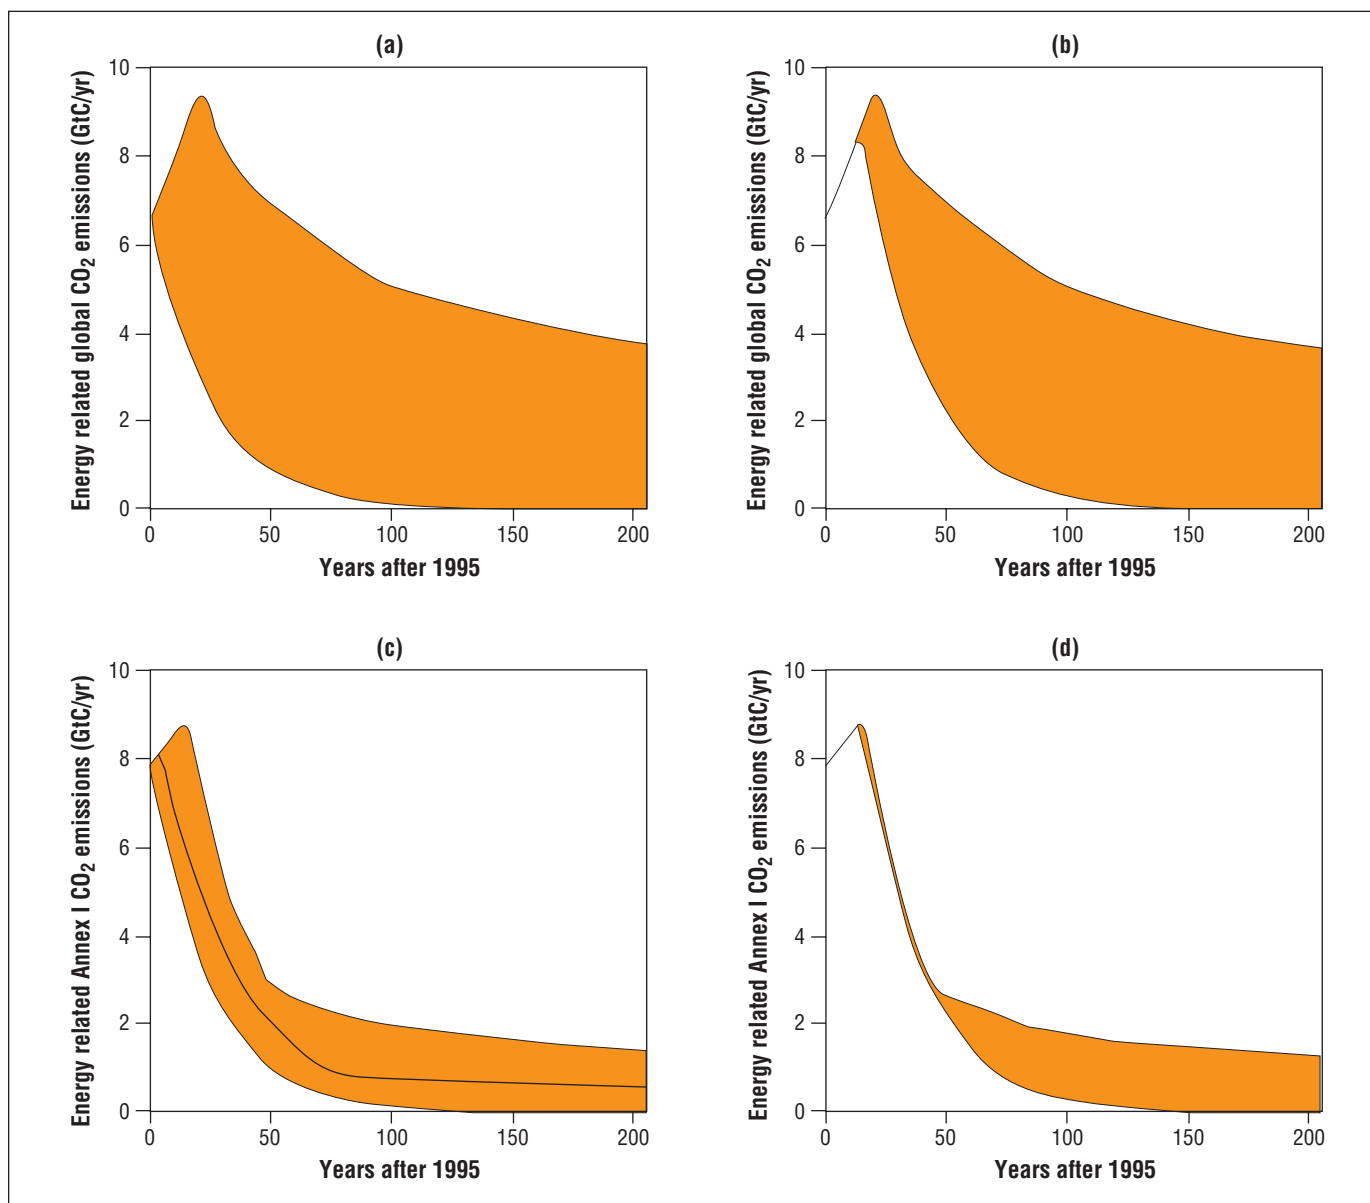 (a)
Energy related global CO₂ emissions (GtC/yr)
10
8
6
4
2
0
0 50 100 150 200
Years after 1995
(b)
Energy related global CO₂ emissions (GtC/yr)
10
8
6
4
2
0
0 50 100 150 200
Years after 1995
(c)
Energy related Annex I CO₂ emissions (GtC/yr)
10
8
6
4
2
0
0 50 100 150 200
Years after 1995
(d)
Energy related Annex I CO₂ emissions (GtC/yr)
10
8
6
4
2
0
0 50 100 150 200
Years after 1995